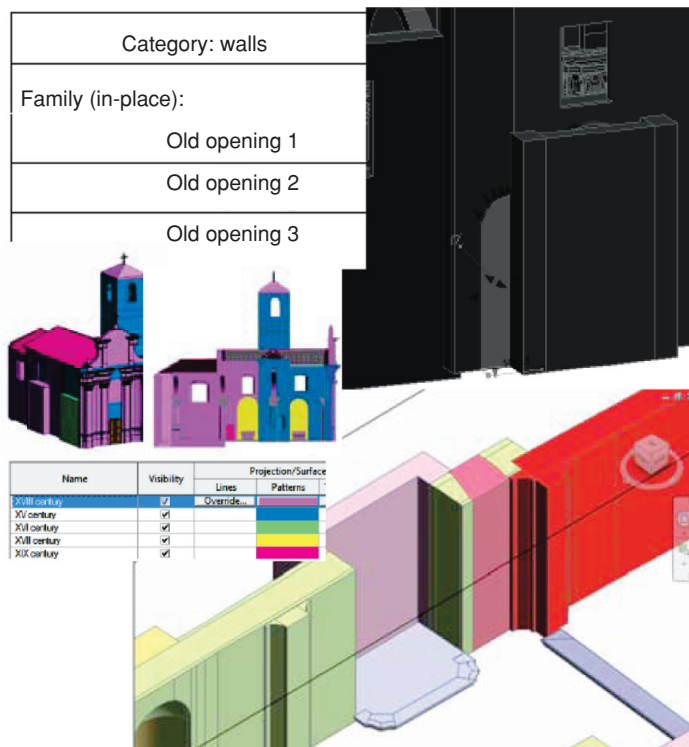 Category: walls
Family (in-place):
Old opening 1
Old opening 2
Old opening 3
Name
Visibility
Projection/Surface
Lines
Patterns
XVIII century
Override...
XV century
XVI century
XVII century
XIX century